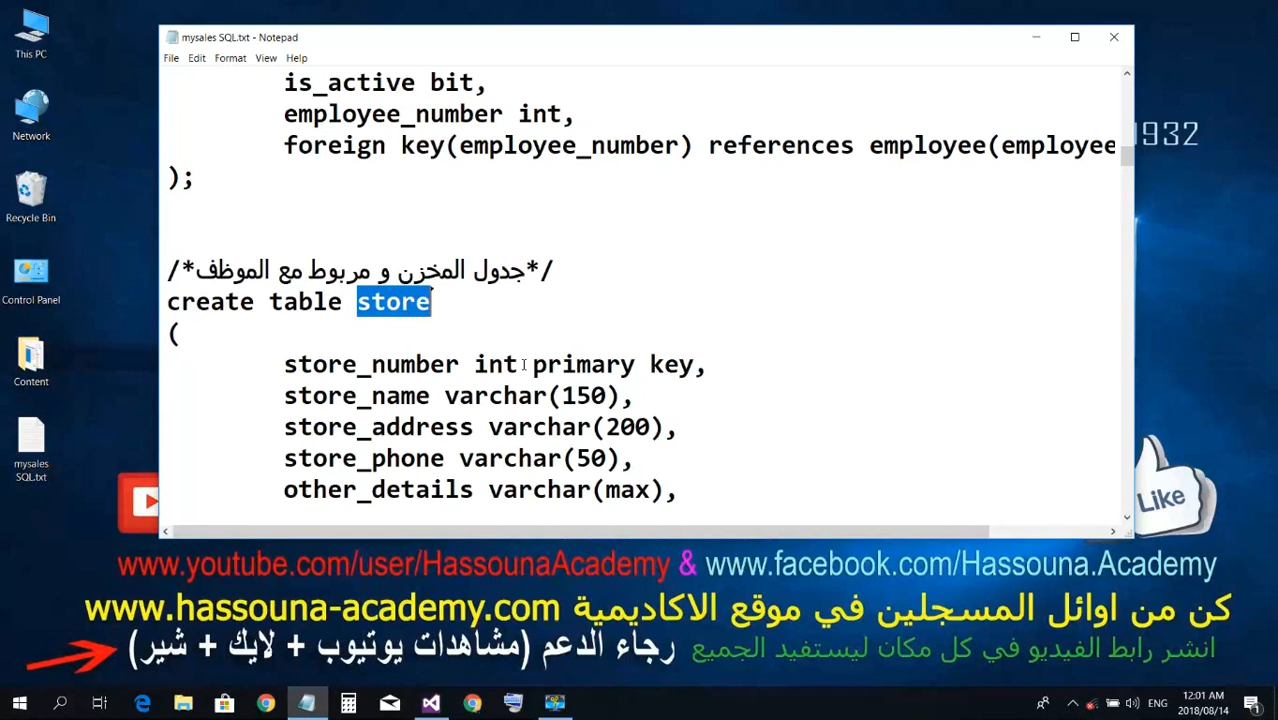 This PC
Network
Recycle Bin
Control Panel
Content
mysales
SQL.txt
mysales SQL.txt - Notepad
File Edit Format View Help
is_active bit,
employee_number int,
foreign key(employee_number) references employee(employee
);
/*جدول المخزن و مربوط مع الموظف*/
create table store
(
store_number int primary key,
store_name varchar(150),
store_address varchar(200),
store_phone varchar(50),
other_details varchar(max),
932
Like
www.youtube.com/user/HassounaAcademy & www.facebook.com/Hassouna.Academy
كن من اوائل المسجلين في موقع الاكاديمية www.hassouna-academy.com
انشر رابط الفيديو في كل مكان ليستفيد الجميع رجاء الدعم (مشاهدات يوتيوب + لايك + شير)
ENG
12:01 AM
2018/08/14
1